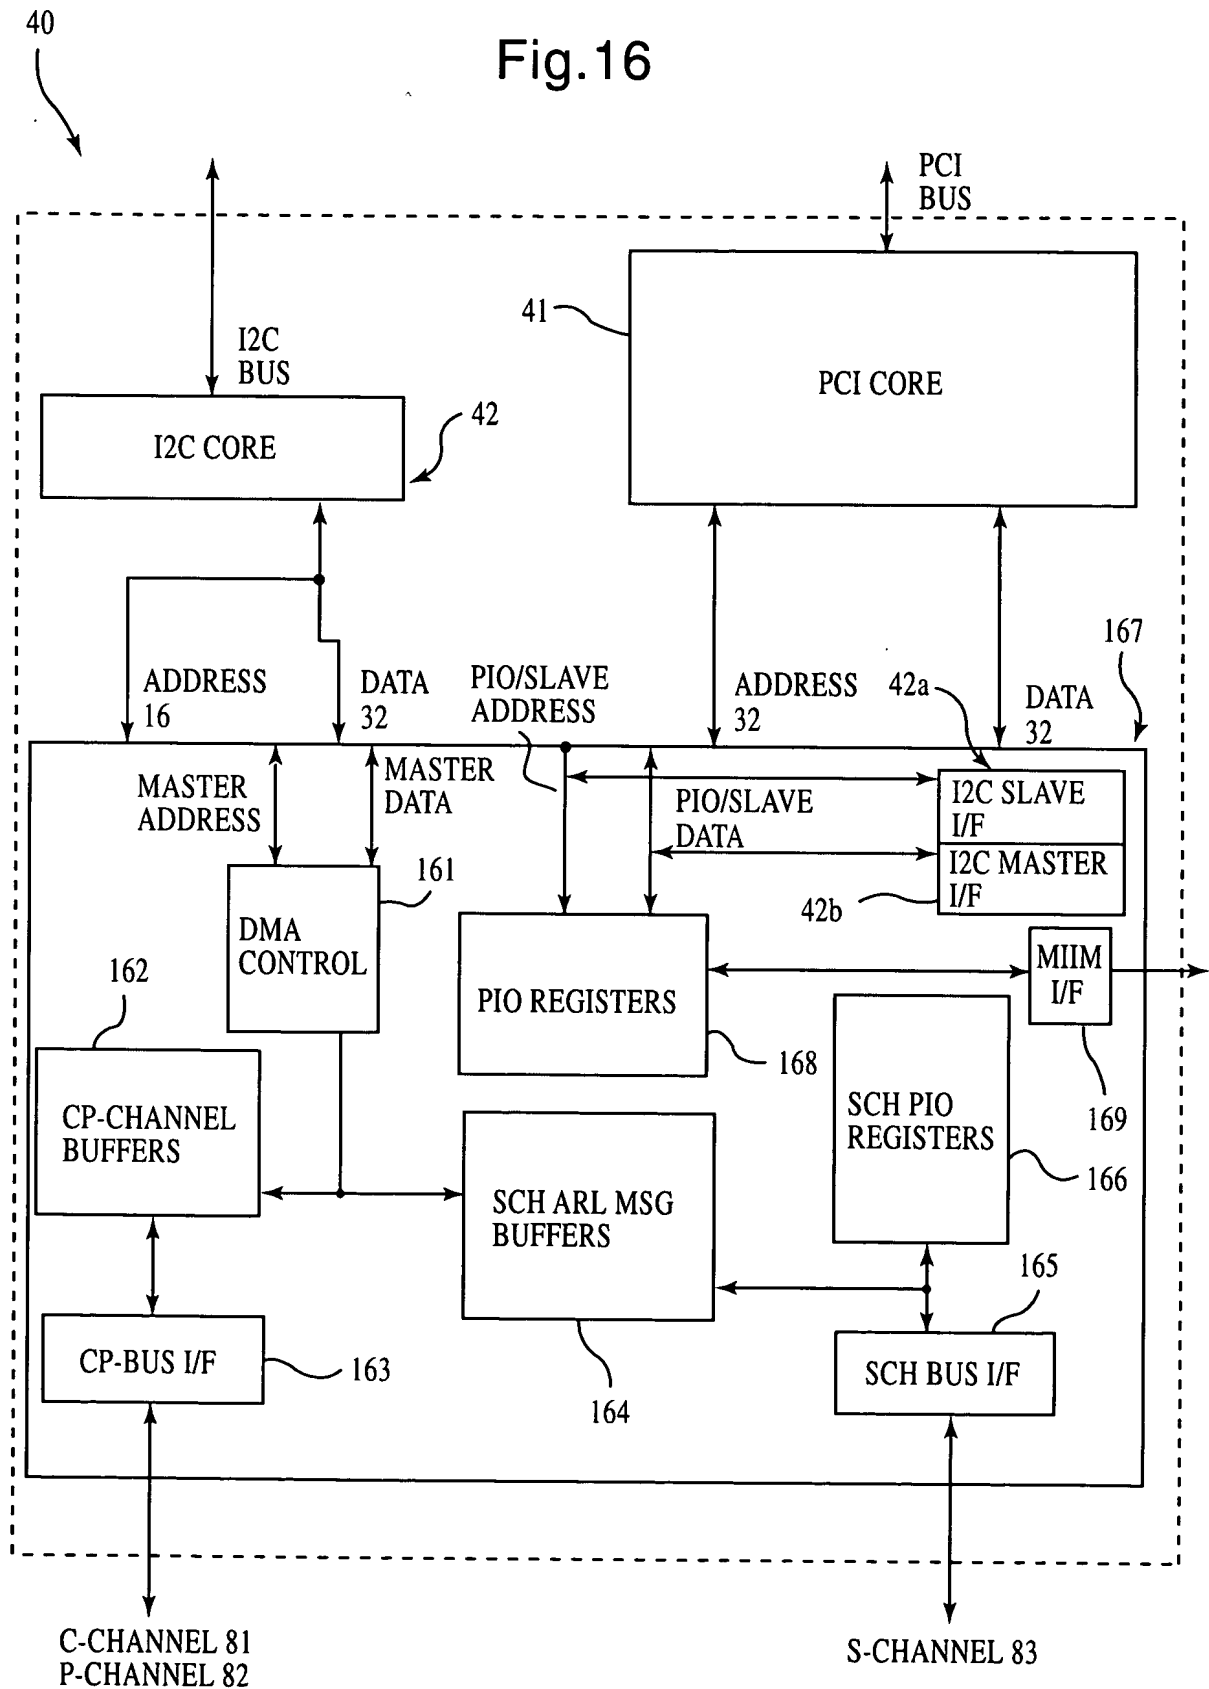 40
Fig.16
PCI
BUS
41
I2C
BUS
PCI CORE
42
I2C CORE
167
PIO/SLAVE
ADDRESS
ADDRESS
16
DATA
32
ADDRESS
32
42a
DATA
32
MASTER
ADDRESS
MASTER
DATA
PIO/SLAVE
DATA
I2C SLAVE
I/F
I2C MASTER
I/F
161
42b
DMA
CONTROL
162
PIO REGISTERS
MIIM
I/F
168
169
CP-CHANNEL
BUFFERS
SCH PIO
REGISTERS
166
SCH ARL MSG
BUFFERS
165
CP-BUS I/F
163
164
SCH BUS I/F
C-CHANNEL 81
P-CHANNEL 82
S-CHANNEL 83